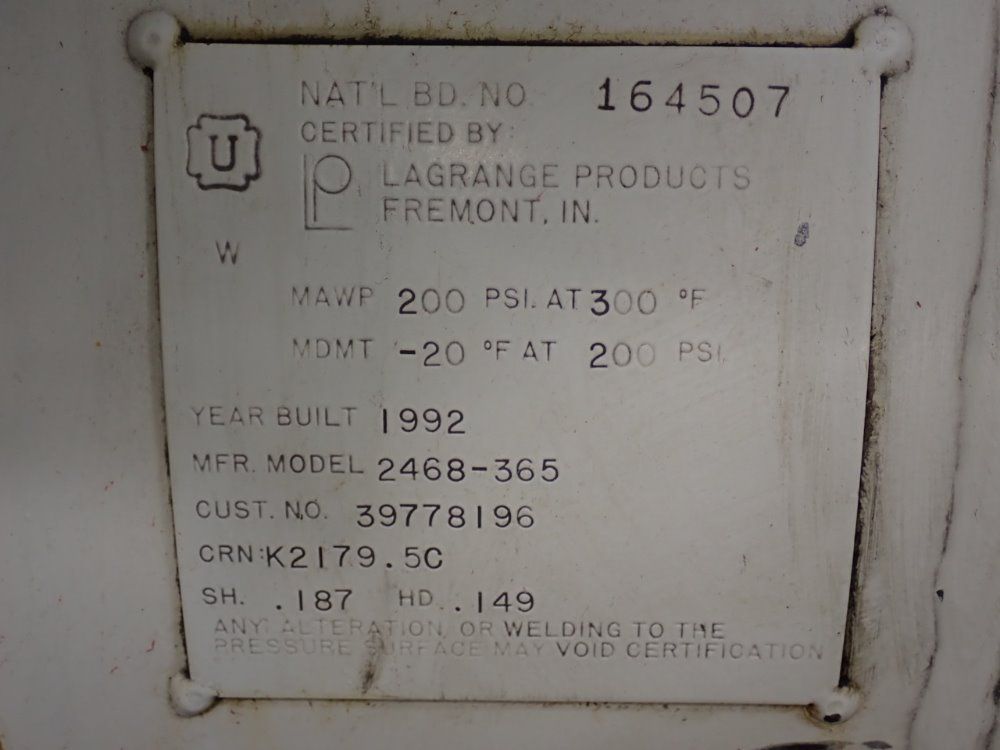 NAT'L BD. NO. 164507
U
CERTIFIED BY:
LP LAGRANGE PRODUCTS
FREMONT, IN.
W
MAWP 200 PSI. AT 300 °F
MDMT -20 °F AT 200 PSI.
YEAR BUILT 1992
MFR. MODEL 2468-365
CUST. NO. 39778196
CRN: K2179.5C
SH. .187 HD. .149
ANY ALTERATION, OR WELDING TO THE
PRESSURE SURFACE MAY VOID CERTIFICATION